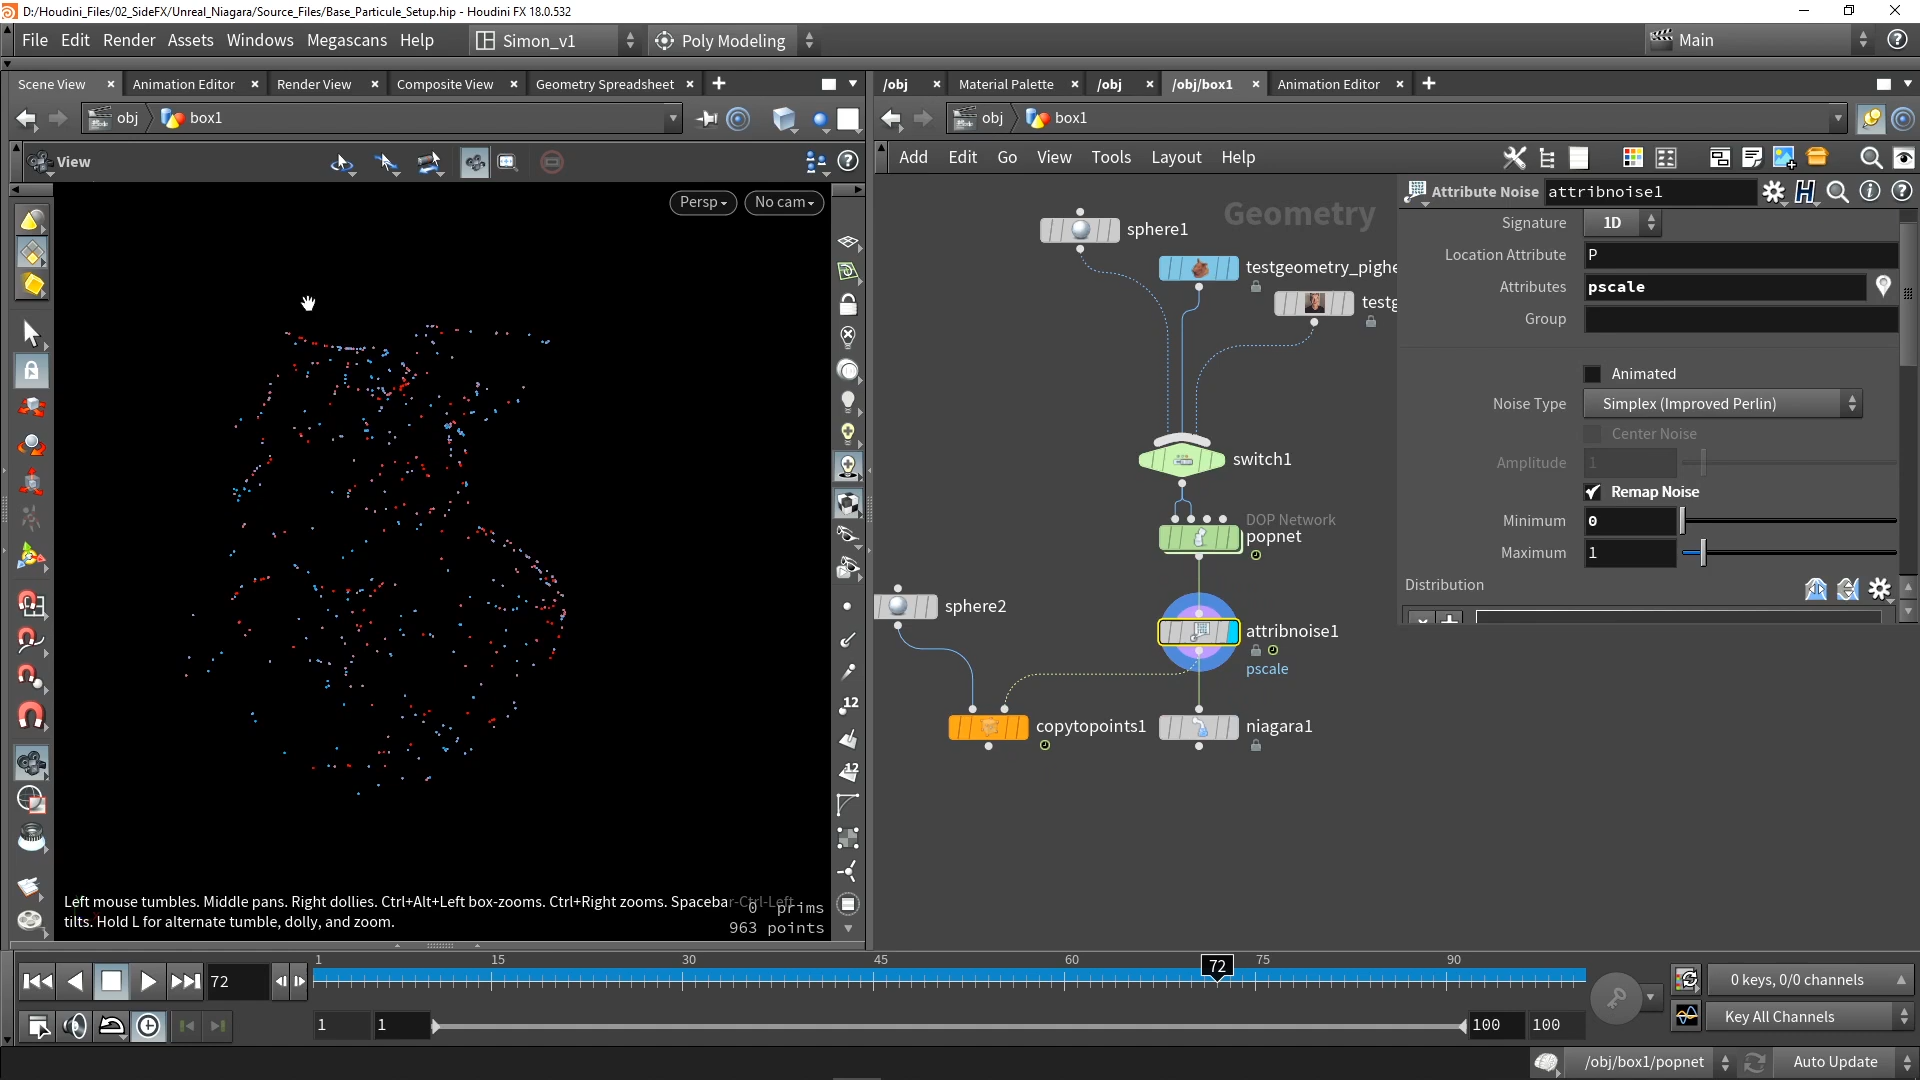 D:/Houdini_Files/02_SideFX/Unreal_Niagara/Source_Files/Base_Particule_Setup.hip - Houdini FX 18.0.532
File Edit Render Assets Windows Megascans Help Simon_v1 Poly Modeling Main
Scene View Animation Editor Render View Composite View Geometry Spreadsheet
/obj Material Palette /obj /obj/box1 Animation Editor
obj box1
obj box1
View
Add Edit Go View Tools Layout Help
Persp No cam
Geometry
sphere1
testgeometry_pighe
testg
switch1
DOP Network
popnet
sphere2
attribnoise1
pscale
copytopoints1
niagara1
Attribute Noise attribnoise1
Signature 1D
Location Attribute P
Attributes pscale
Group
Animated
Noise Type Simplex (Improved Perlin)
Center Noise
Amplitude 1
Remap Noise
Minimum 0
Maximum 1
Distribution
12
12
Left mouse tumbles. Middle pans. Right dollies. Ctrl+Alt+Left box-zooms. Ctrl+Right zooms. Spacebar-Ctrl-Left
tilts. Hold L for alternate tumble, dolly, and zoom.
0 prims
963 points
1 15 30 45 60 75 90
72 72
0 keys, 0/0 channels
1 1 100 100
Key All Channels
/obj/box1/popnet Auto Update